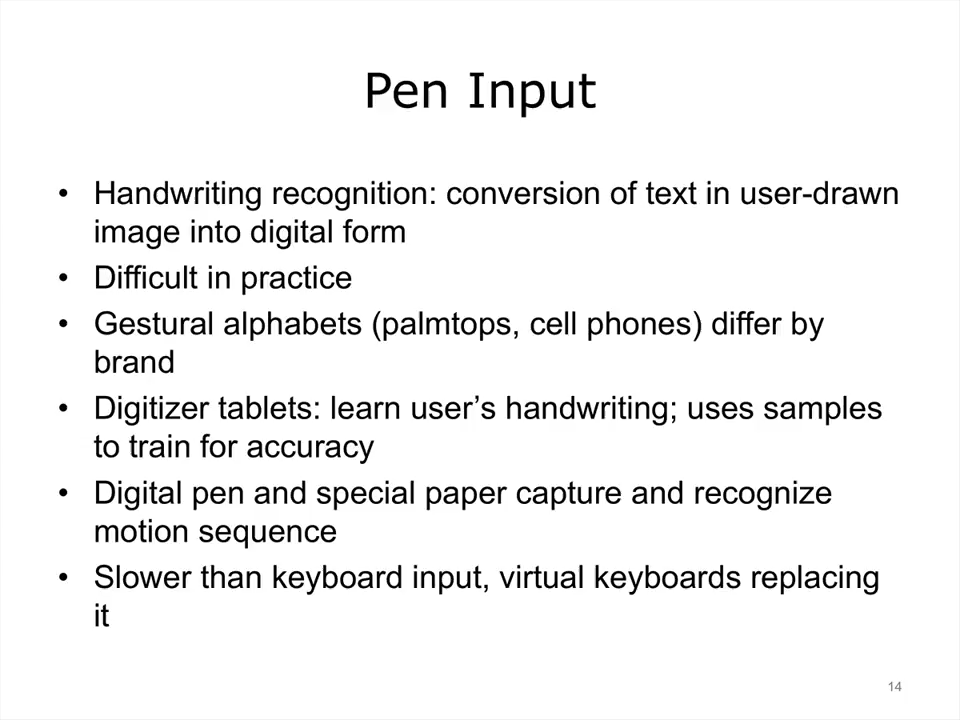 Pen Input
• Handwriting recognition: conversion of text in user-drawn
image into digital form
• Difficult in practice
• Gestural alphabets (palmtops, cell phones) differ by
brand
• Digitizer tablets: learn user’s handwriting; uses samples
to train for accuracy
• Digital pen and special paper capture and recognize
motion sequence
• Slower than keyboard input, virtual keyboards replacing
it
14